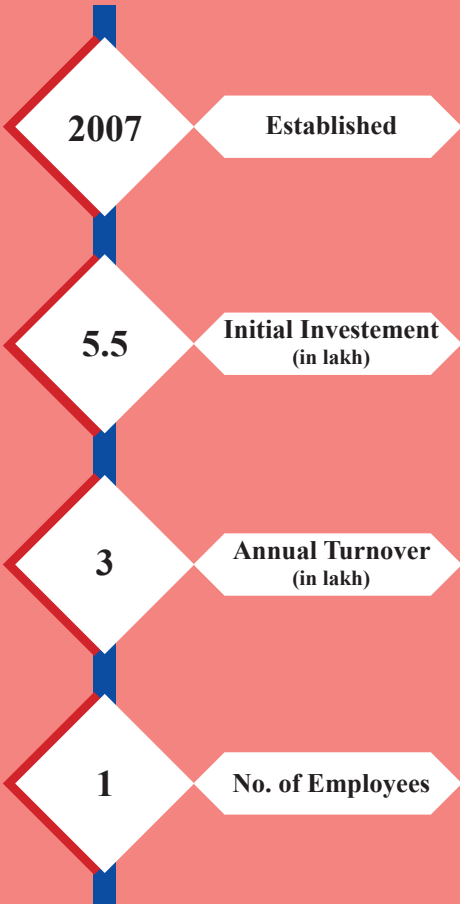 2007
Established
5.5
Initial Investement
(in lakh)
3
Annual Turnover
(in lakh)
1
No. of Employees